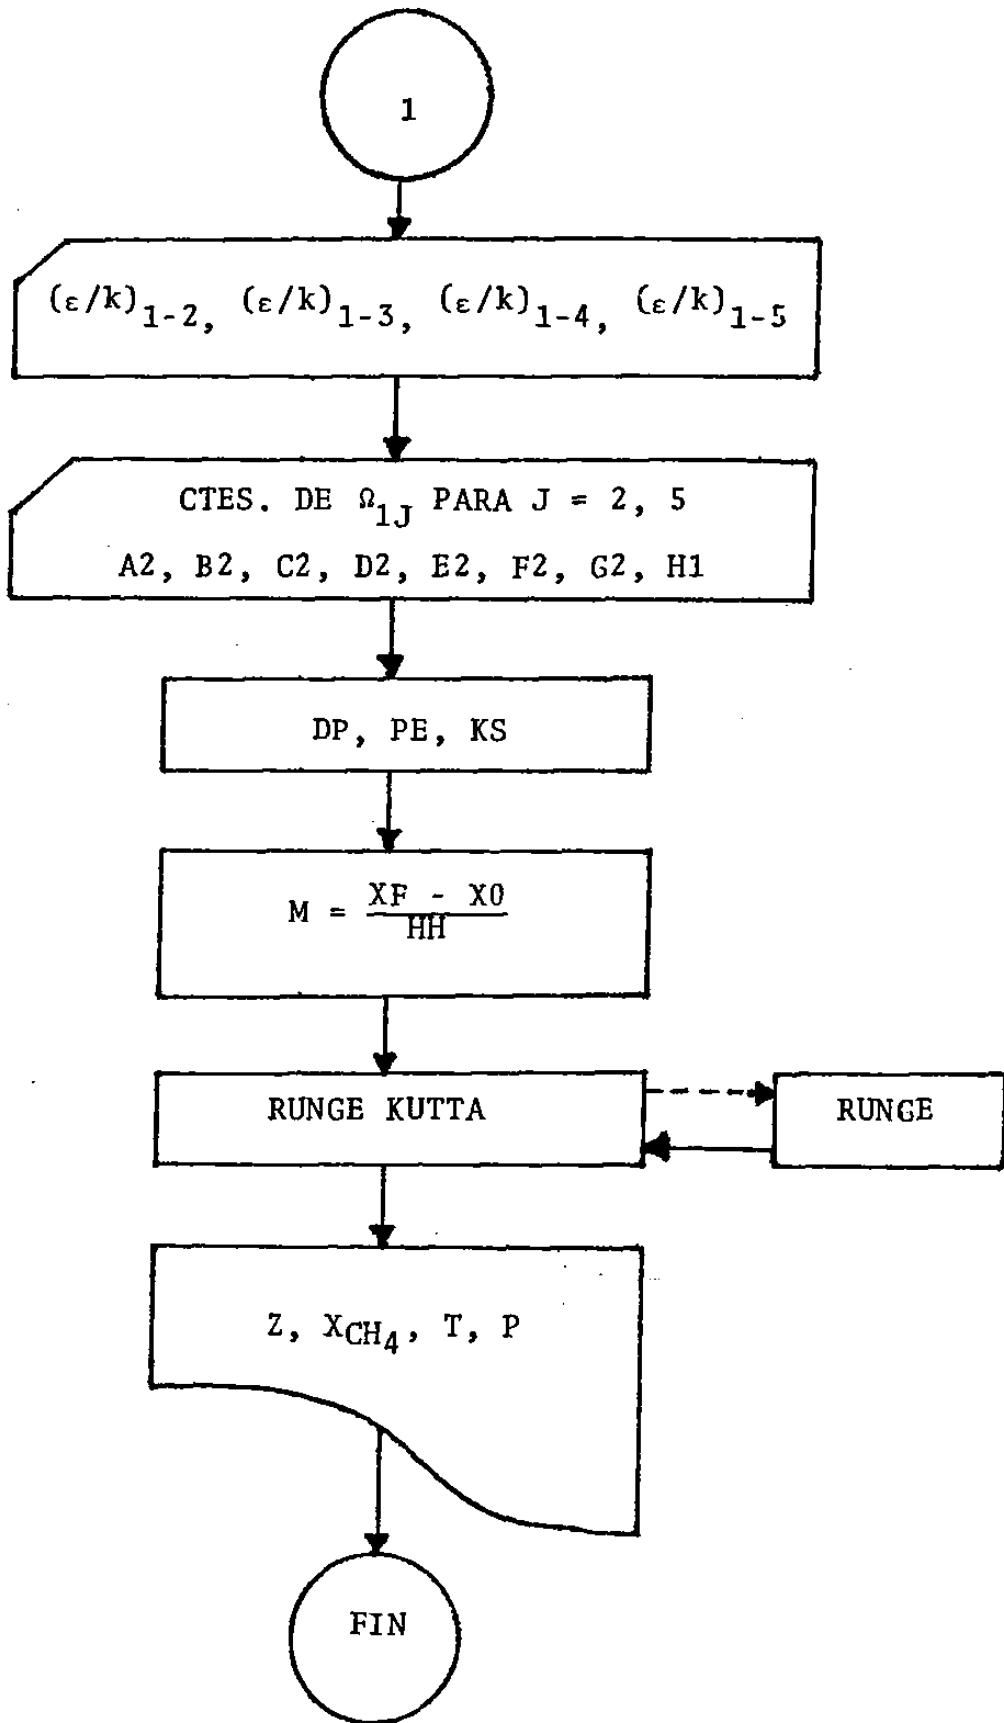 1
(ε/k)1-2, (ε/k)1-3, (ε/k)1-4, (ε/k)1-5
CTES. DE Ω1J PARA J = 2, 5
A2, B2, C2, D2, E2, F2, G2, H1
DP, PE, KS
M = XF - X0
HH
RUNGE KUTTA
RUNGE
Z, XCH4, T, P
FIN